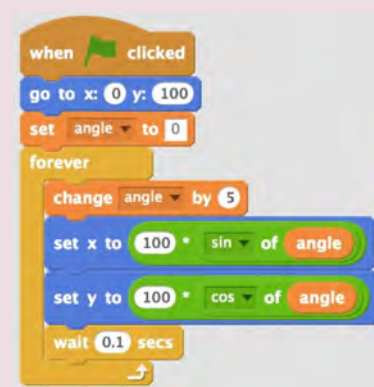 when clicked
go to x: 0 y: 100
set angle to 0
forever
change angle by 5
set x to 100 * sin of angle
set y to 100 * cos of angle
wait 0.1 secs